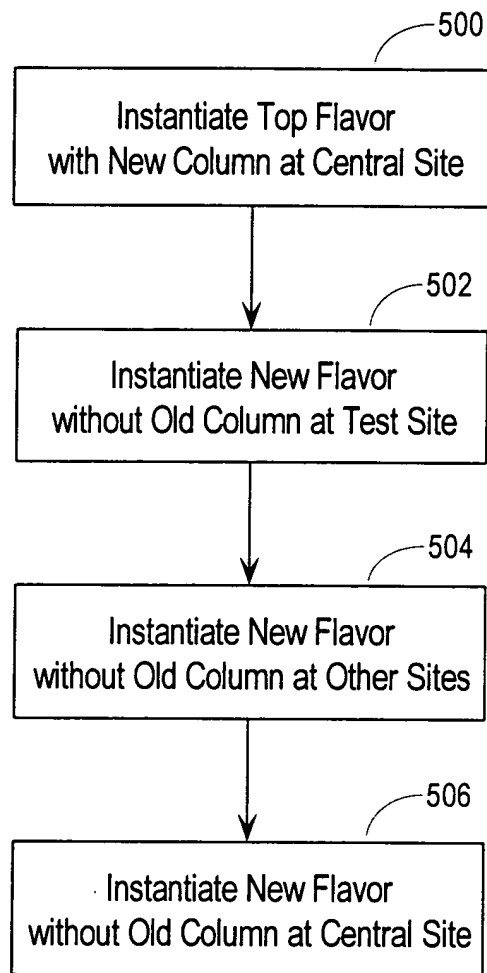 500
Instantiate Top Flavor
with New Column at Central Site
502
Instantiate New Flavor
without Old Column at Test Site
504
Instantiate New Flavor
without Old Column at Other Sites
506
Instantiate New Flavor
without Old Column at Central Site